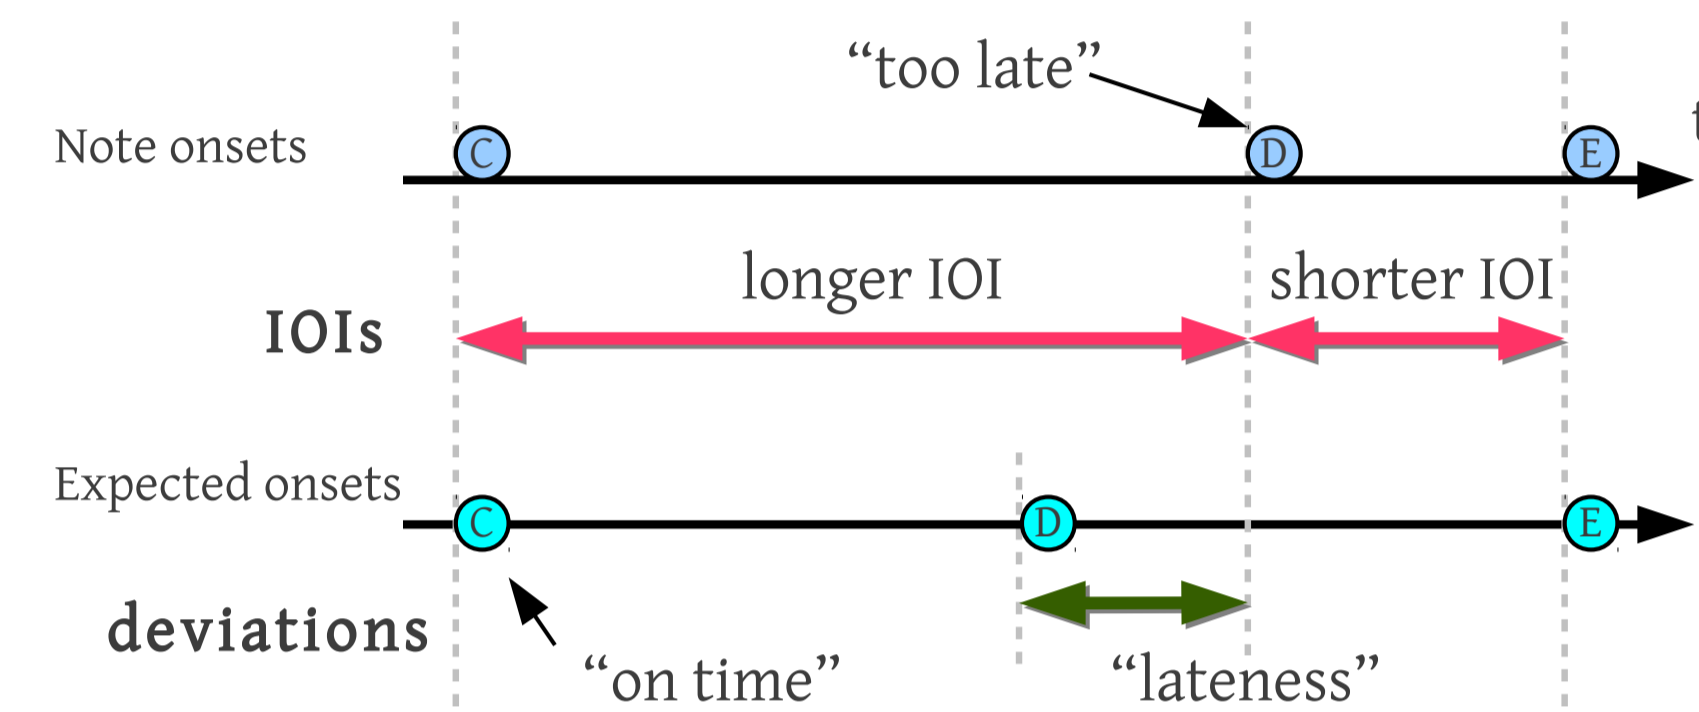 “too late”
Note onsets
C
D
E
t
longer IOI
shorter IOI
IOIs
Expected onsets
C
D
E
deviations
“on time”
“lateness”